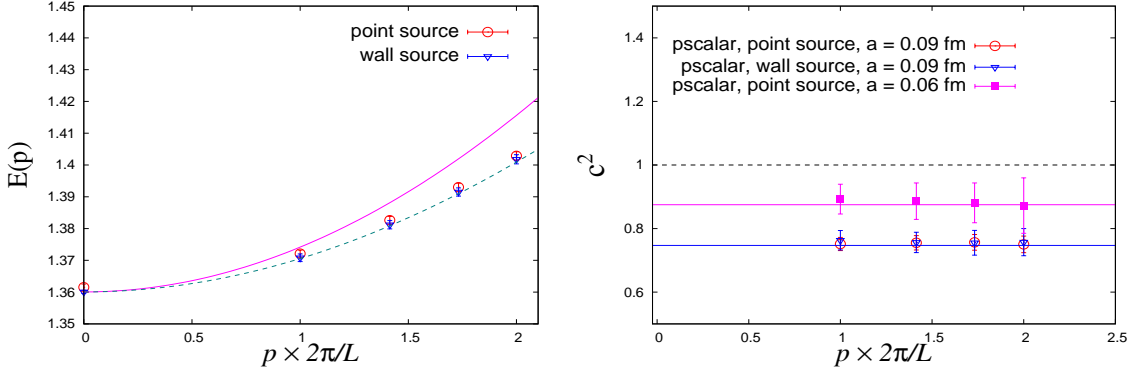 1.45
1.44
1.43
1.42
1.41
1.4
1.39
1.38
1.37
1.36
1.35
E(p)
point source
wall source
0 0.5 1 1.5 2
p × 2π/L
1.4
1.2
1
0.8
0.6
c²
pscalar, point source, a = 0.09 fm
pscalar, wall source, a = 0.09 fm
pscalar, point source, a = 0.06 fm
0 0.5 1 1.5 2 2.5
p × 2π/L